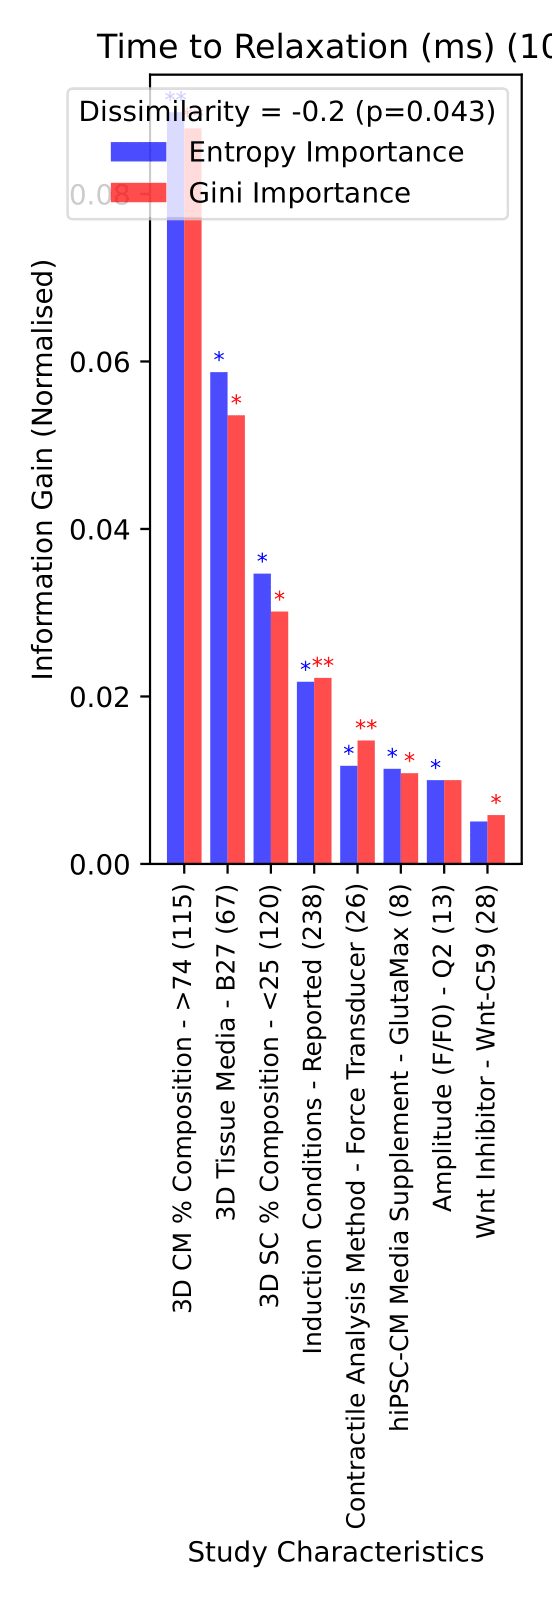 Time to Relaxation (ms) (10
**
Dissimilarity = -0.2 (p=0.043)
Entropy Importance
Gini Importance
0.08
0.06
0.04
0.02
0.00
Information Gain (Normalised)
*
*
*
*
*
**
*
**
*
*
*
*
3D CM % Composition - >74 (115)
3D Tissue Media - B27 (67)
3D SC % Composition - <25 (120)
Induction Conditions - Reported (238)
Contractile Analysis Method - Force Transducer (26)
hiPSC-CM Media Supplement - GlutaMax (8)
Amplitude (F/F0) - Q2 (13)
Wnt Inhibitor - Wnt-C59 (28)
Study Characteristics